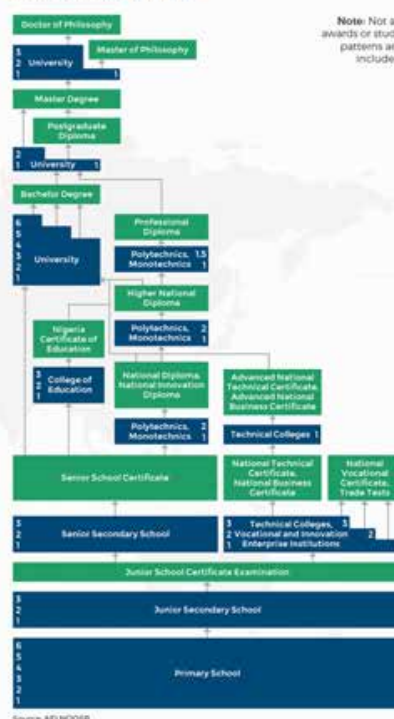 Note: Not a
awards or stud
patterns ar
include
Doctor of Philosophy
3
2 University
1
Master of Philosophy
1
Master Degree
Postgraduate
Diploma
2
1 University 1
Bachelor Degree
6
5
4
3
2
1
University
Professional
Diploma
Polytechnics, 1.5
Monotechnics 1
Higher National
Diploma
Polytechnics, 2
Monotechnics 1
Nigeria
Certificate of
Education
3
2
1
College of
Education
National Diploma,
National Innovation
Diploma
Polytechnics, 2
Monotechnics 1
Advanced National
Technical Certificate,
Advanced National
Business Certificate
Technical Colleges 1
Senior School Certificate
National Technical
Certificate,
National Business
Certificate
National
Vocational
Certificate,
Trade Tests
3
2
1
Senior Secondary School
3 Technical Colleges, 3
2 Vocational and Innovation 2
1 Enterprise Institutions
Junior School Certificate Examination
3
2
1
Junior Secondary School
6
5
4
3
2
1
Primary School